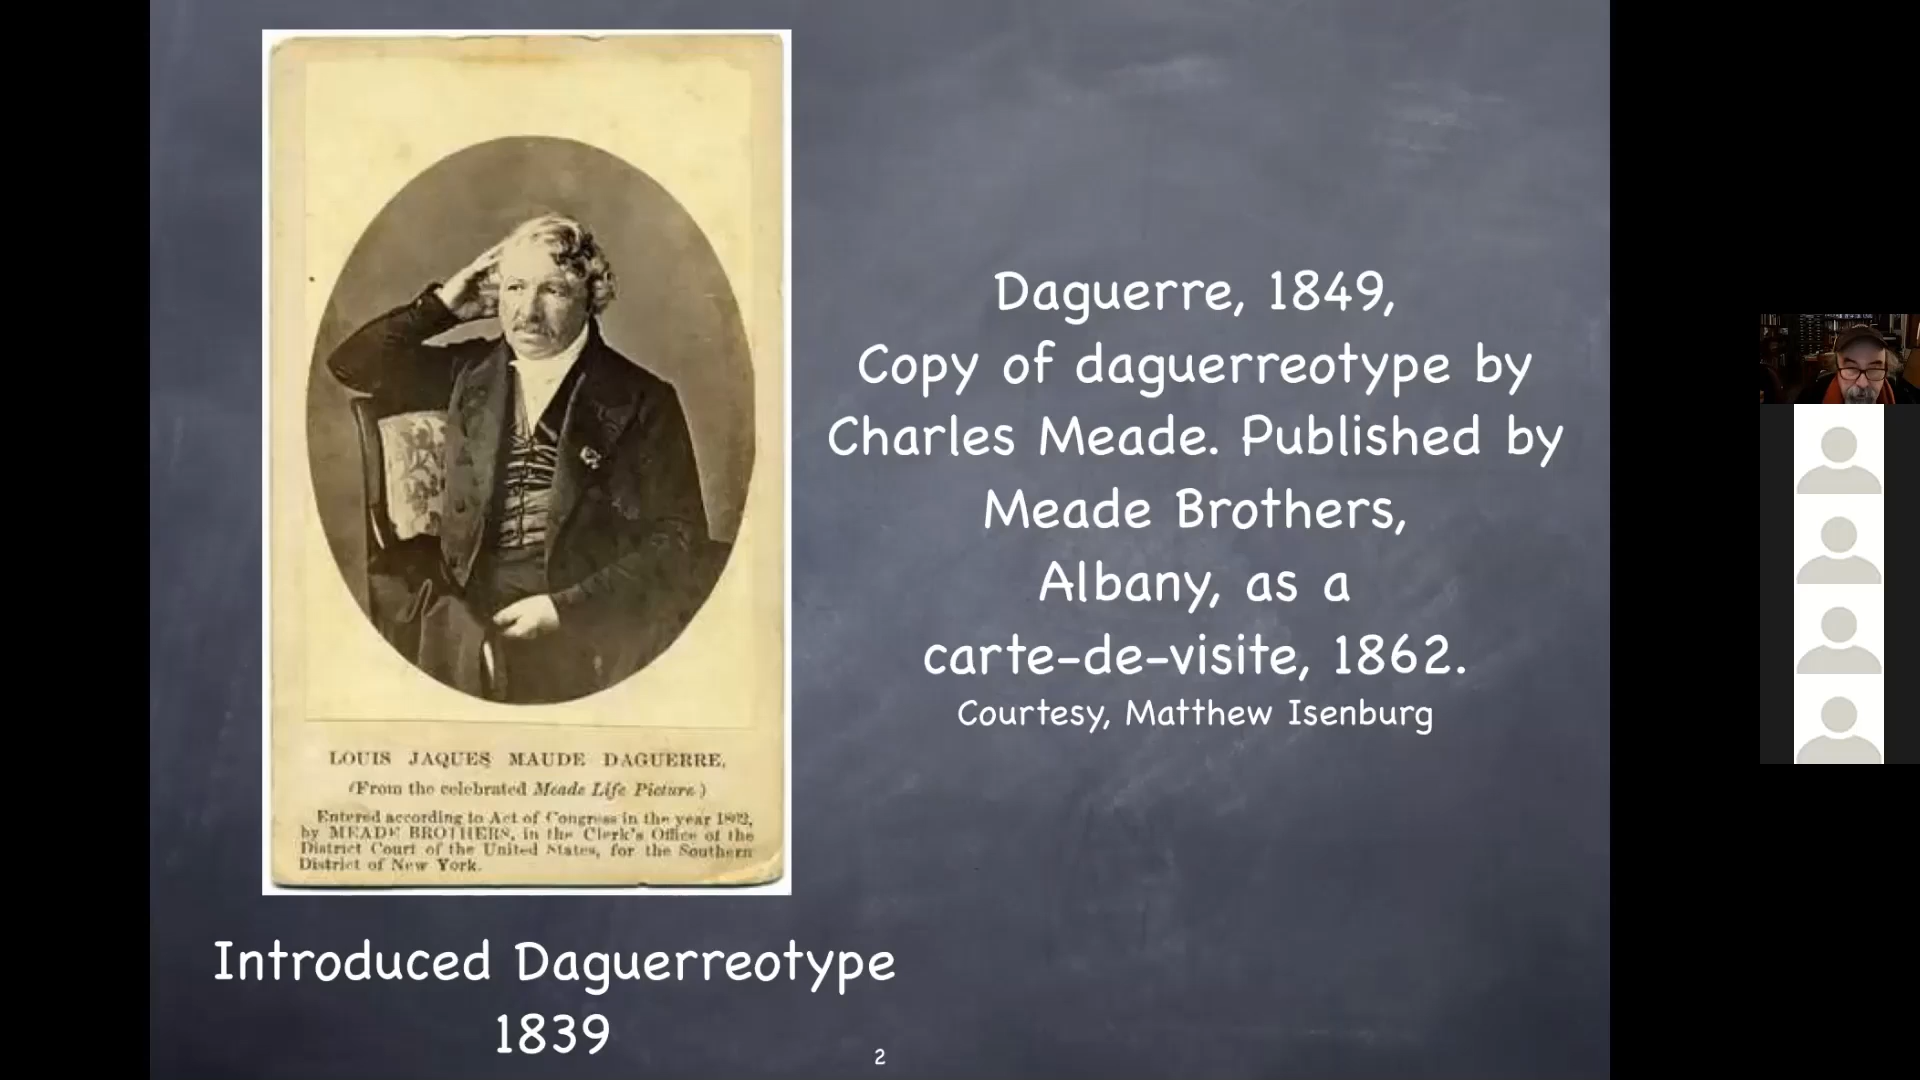 LOUIS JAQUES MAUDE DAGUERRE,
(From the celebrated Meade Life Picture)
Entered according to Act of Congress in the year
by MEADE BROTHERS, in the Clerk's Office of the
District Court of the United States, for the Southern
District of New York.
Introduced Daguerreotype
1839
Daguerre, 1849,
Copy of daguerreotype by
Charles Meade. Published by
Meade Brothers,
Albany, as a
carte-de-visite, 1862.
Courtesy, Matthew Isenburg
2